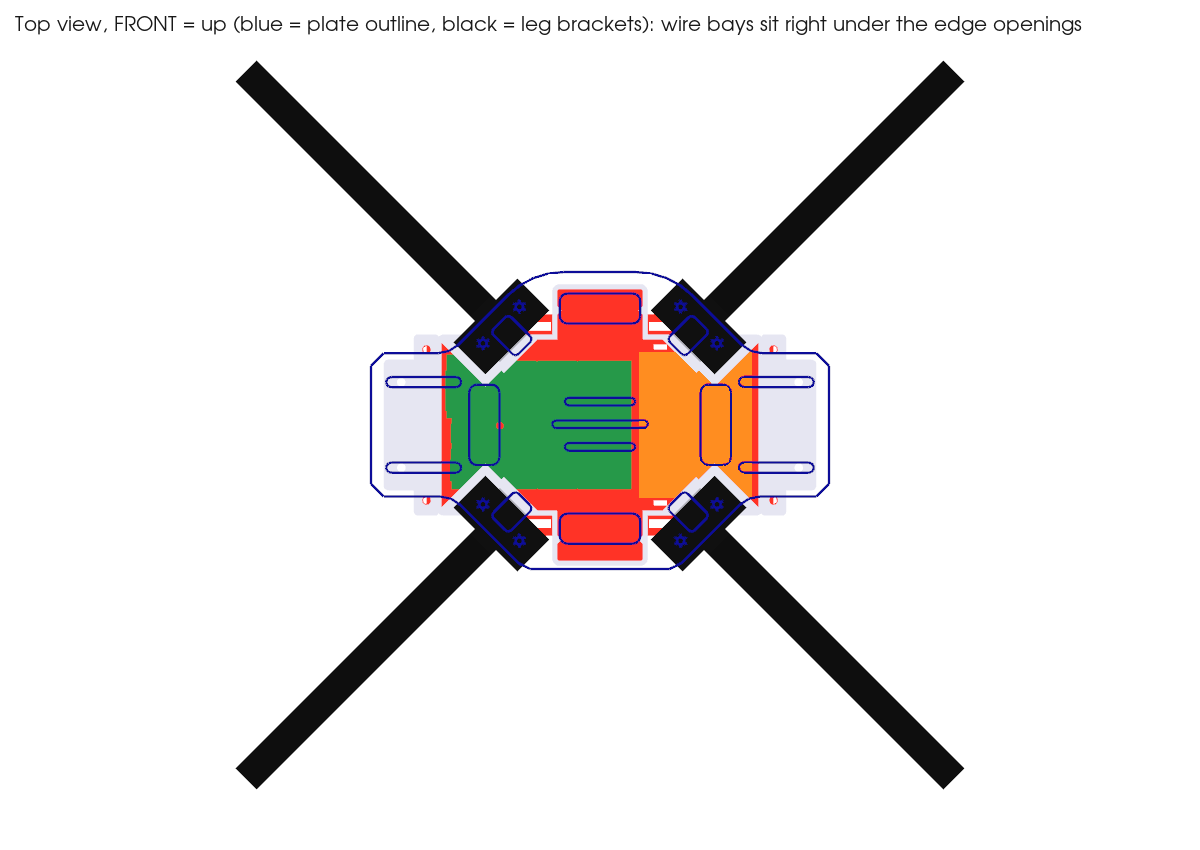 Top view, FRONT = up (blue = plate outline, black = leg brackets): wire bays sit right under the edge openings